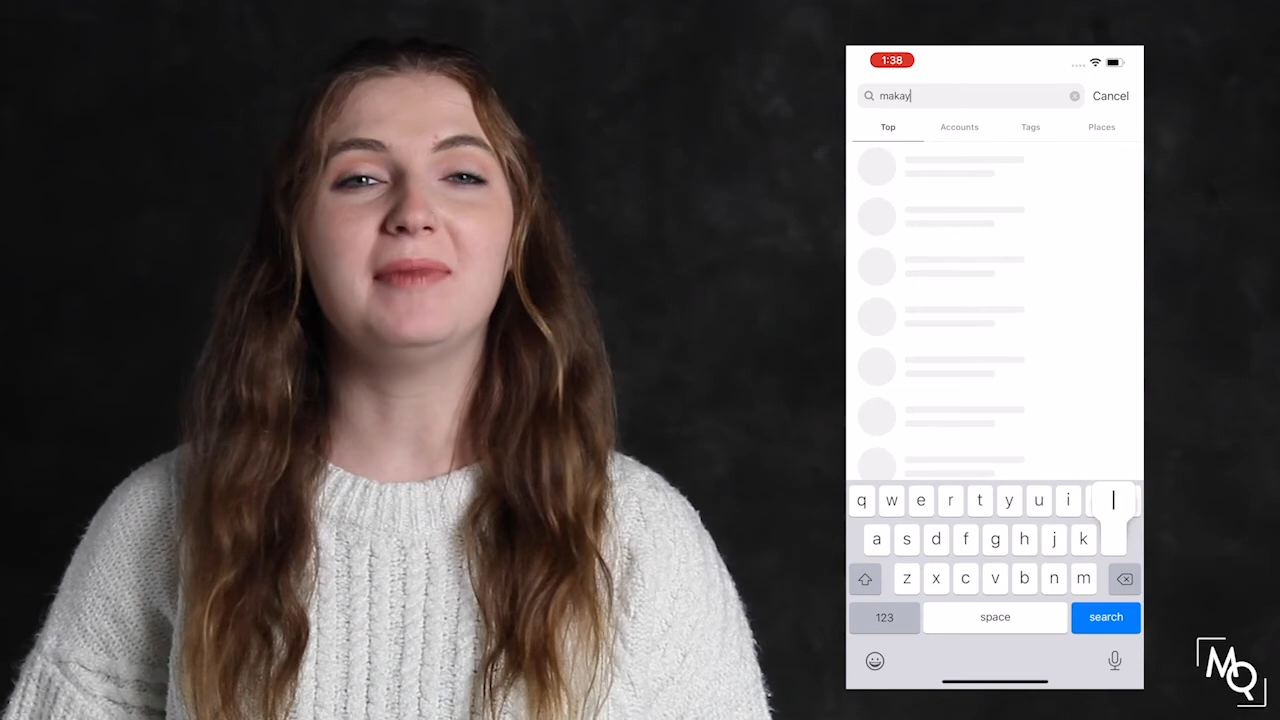 1:38
makay
Cancel
Top Accounts Tags Places
q w e r t y u i l
a s d f g h j k
z x c v b n m
123 space search
MQ